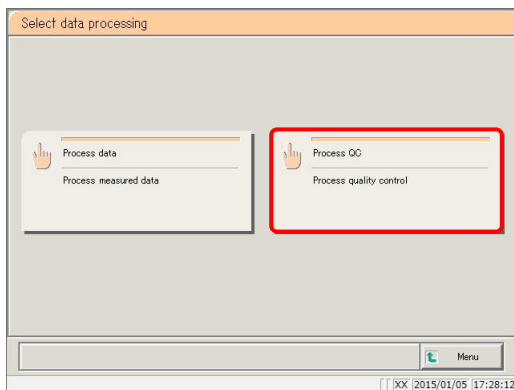 Select data processing
Process data
Process measured data
Process QC
Process quality control
Menu
XX 2015/01/05 17:28:12